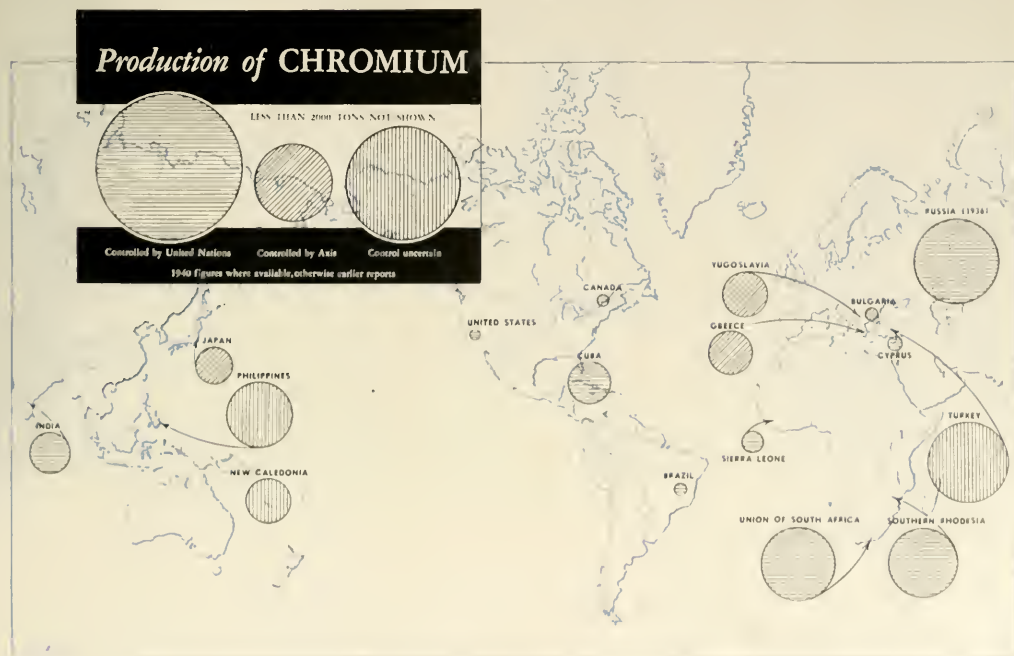 Production of CHROMIUM
LESS THAN 2000 TONS NOT SHOWN
Controlled by United Nations
Controlled by Axis
Control uncertain
1940 figures where available, otherwise earlier reports
RUSSIA (1936)
YUGOSLAVIA
CANADA
BULGARIA
UNITED STATES
GREECE
JAPAN
CUBA
CYPRUS
PHILIPPINES
INDIA
TURKEY
SIERRA LEONE
NEW CALEDONIA
BRAZIL
UNION OF SOUTH AFRICA
SOUTHERN RHODESIA